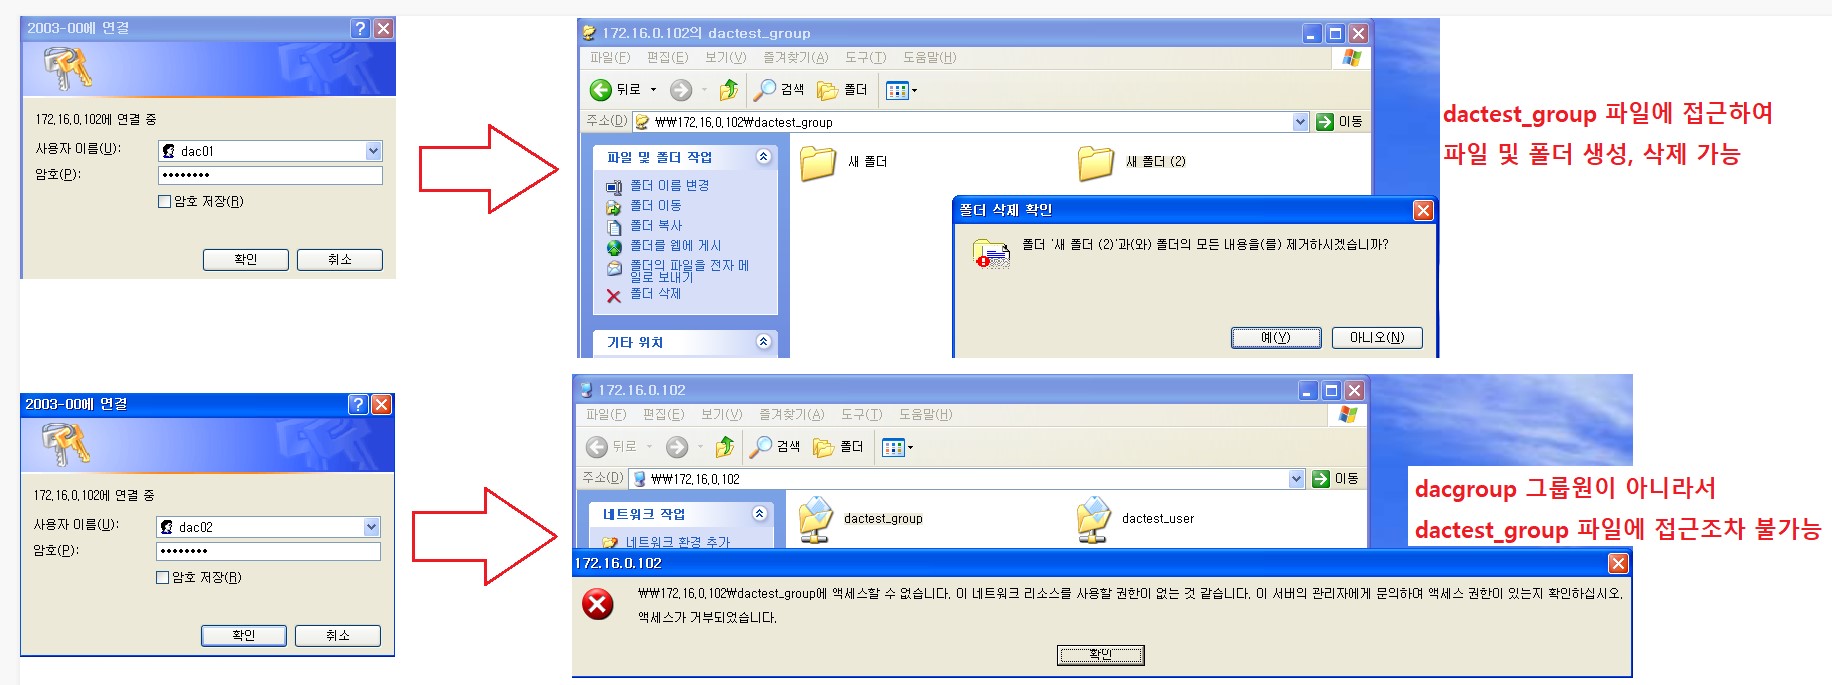 2003-00에 연결
172.16.0.102에 연결 중
사용자 이름(U):
dac01
암호(P):
••••••••
암호 저장(R)
확인
취소
172.16.0.102의 dactest_group
파일(F) 편집(E) 보기(V) 즐겨찾기(A) 도구(T) 도움말(H)
뒤로 검색 폴더
주소(D) ₩₩172.16.0.102₩dactest_group 이동
파일 및 폴더 작업
폴더 이름 변경
폴더 이동
폴더 복사
폴더를 웹에 게시
폴더의 파일을 전자 메
일로 보내기
폴더 삭제
기타 위치
새 폴더
새 폴더 (2)
폴더 삭제 확인
폴더 '새 폴더 (2)'과(와) 폴더의 모든 내용을(를) 제거하시겠습니까?
예(Y)
아니오(N)
dactest_group 파일에 접근하여
파일 및 폴더 생성, 삭제 가능
2003-00에 연결
172.16.0.102에 연결 중
사용자 이름(U):
dac02
암호(P):
••••••••
암호 저장(R)
확인
취소
172.16.0.102
파일(F) 편집(E) 보기(V) 즐겨찾기(A) 도구(T) 도움말(H)
뒤로 검색 폴더
주소(D) ₩₩172.16.0.102 이동
네트워크 작업
네트워크 환경 추가
dactest_group
dactest_user
172.16.0.102
₩₩172.16.0.102₩dactest_group에 액세스할 수 없습니다. 이 네트워크 리소스를 사용할 권한이 없는 것 같습니다. 이 서버의 관리자에게 문의하여 액세스 권한이 있는지 확인하십시오.
액세스가 거부되었습니다.
확인
dacgroup 그룹원이 아니라서
dactest_group 파일에 접근조차 불가능